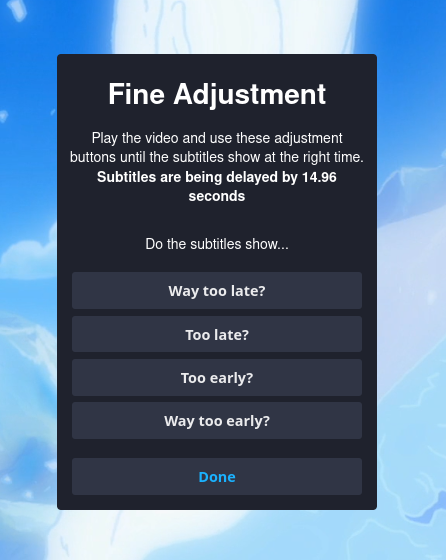 Fine Adjustment
Play the video and use these adjustment
buttons until the subtitles show at the right time.
Subtitles are being delayed by 14.96
seconds
Do the subtitles show...
Way too late?
Too late?
Too early?
Way too early?
Done